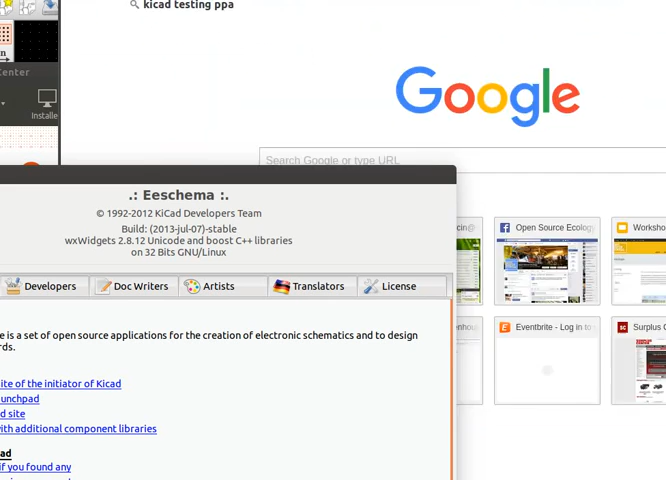 kicad testing ppa
Google
Search Google or type URL
.: Eeschema :.
© 1992-2012 KiCad Developers Team
Build: (2013-jul-07)-stable
wxWidgets 2.8.12 Unicode and boost C++ libraries
on 32 Bits GNU/Linux
Developers
Doc Writers
Artists
Translators
License
e is a set of open source applications for the creation of electronic schematics and to design
rds.
ite of the initiator of Kicad
unchpad
d site
with additional component libraries
ad
if you found any
Center
Installe
Open Source Ecolog
Worksho
Eventbrite - Log in to
Surplus C